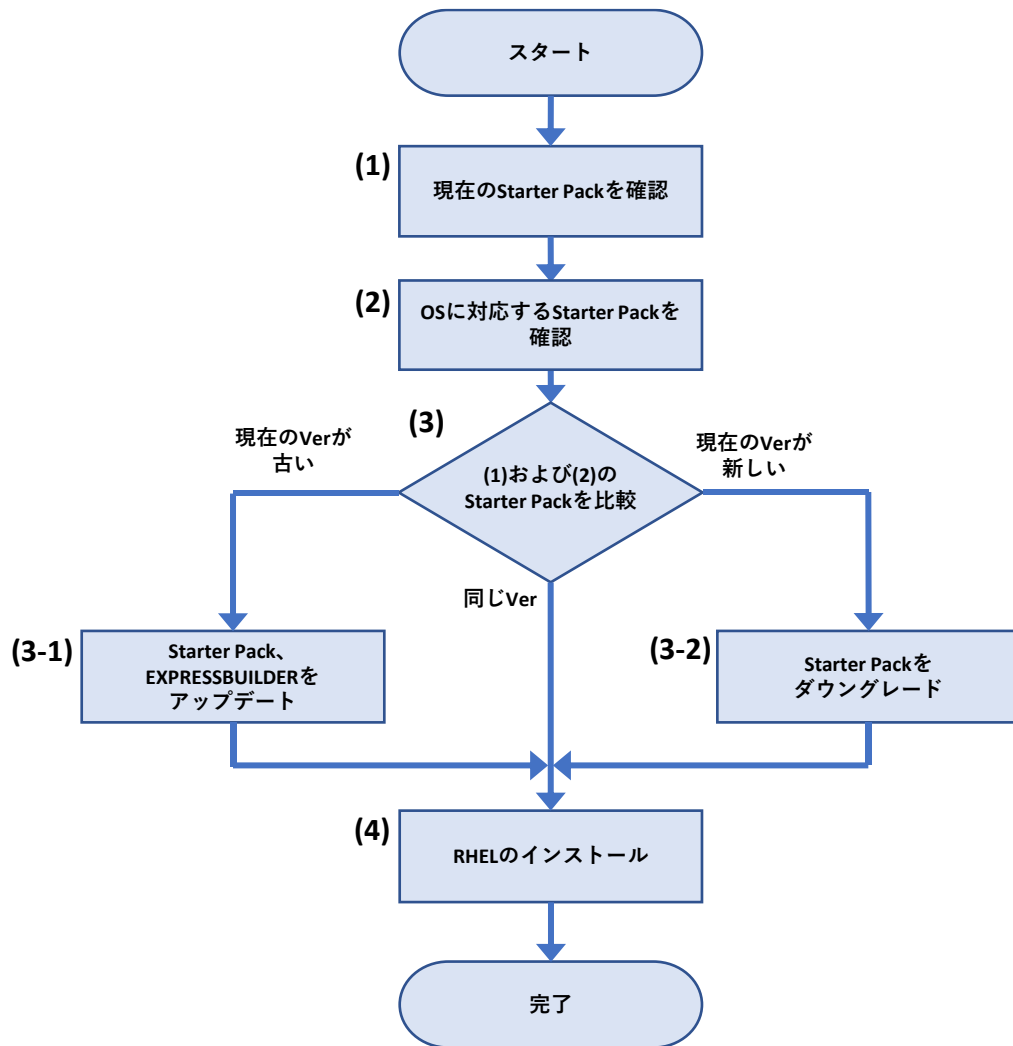 スタート
(1)
現在のStarter Packを確認
(2)
OSに対応するStarter Packを
確認
(3)
(1)および(2)の
Starter Packを比較
現在のVerが
古い
現在のVerが
新しい
同じVer
(3-1)
Starter Pack、
EXPRESSBUILDERを
アップデート
(3-2)
Starter Packを
ダウングレード
(4)
RHELのインストール
完了